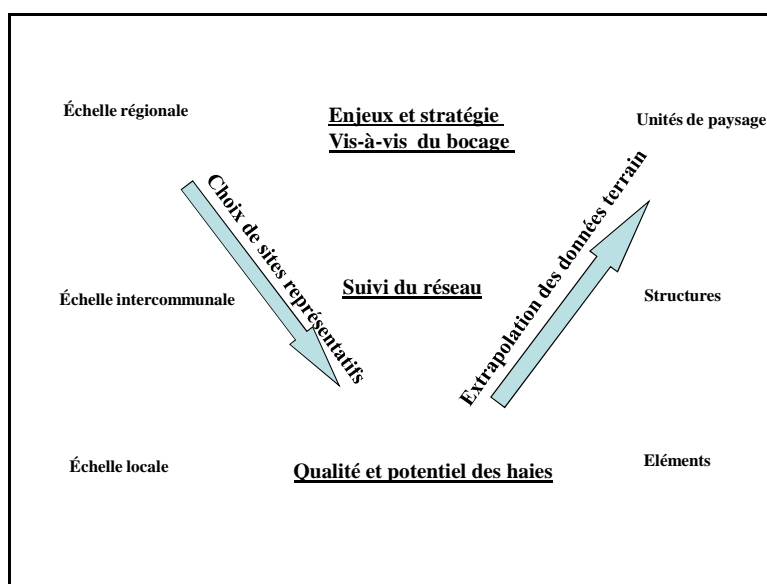 Échelle régionale
Enjeux et stratégie
Vis-à-vis du bocage
Unités de paysage
Choix de sites représentatifs
Extrapolation des données terrain
Échelle intercommunale
Suivi du réseau
Structures
Échelle locale
Qualité et potentiel des haies
Eléments